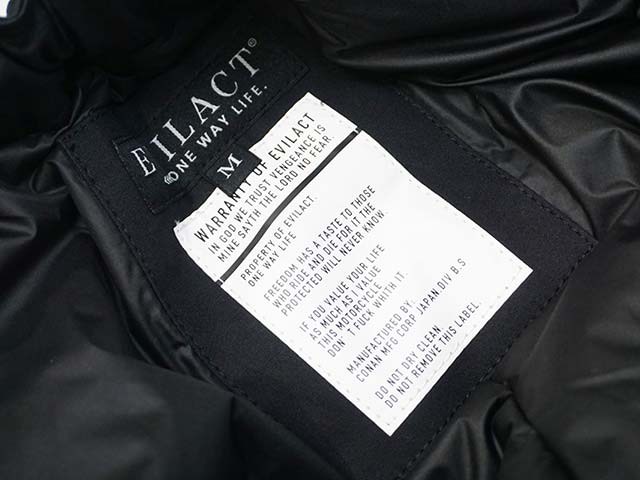 EILACT®
ONE WAY LIFE.
M
WARRANTY OF EVILACT
IN GOD WE TRUST VENGEANCE IS
MINE SAYTH THE LORD NO FEAR.
PROPERTY OF EVILACT.
ONE WAY LIFE
FREEDOM HAS A TASTE TO THOSE
WHO RIDE AND DIE FOR IT THE
PROTECTED WILL NEVER KNOW.
IF YOU VALUE YOUR LIFE
AS MUCH AS I VALUE
THIS MOTORCYCLE
DON'T FUCK WHITH IT.
MANUFACTURED BY.
CONAN MFG CORP JAPAN.DIV B.S
DO NOT DRY CLEAN.
DO NOT REMOVE THIS LABEL.